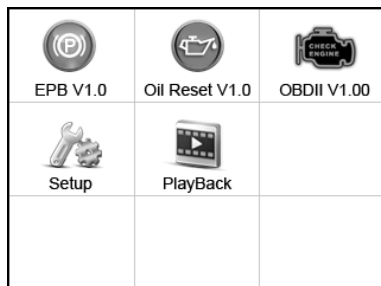 P
CHECK
ENGINE
EPB V1.0
Oil Reset V1.0
OBDII V1.00
Setup
PlayBack